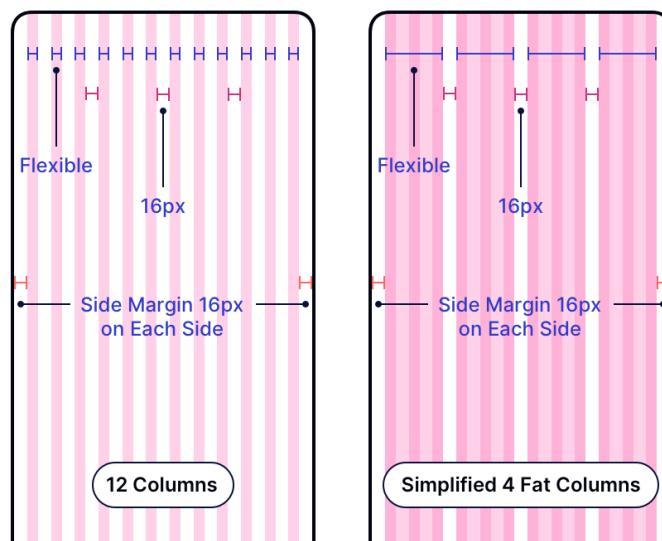 Flexible
16px
Side Margin 16px
on Each Side
12 Columns
Flexible
16px
Side Margin 16px
on Each Side
Simplified 4 Fat Columns